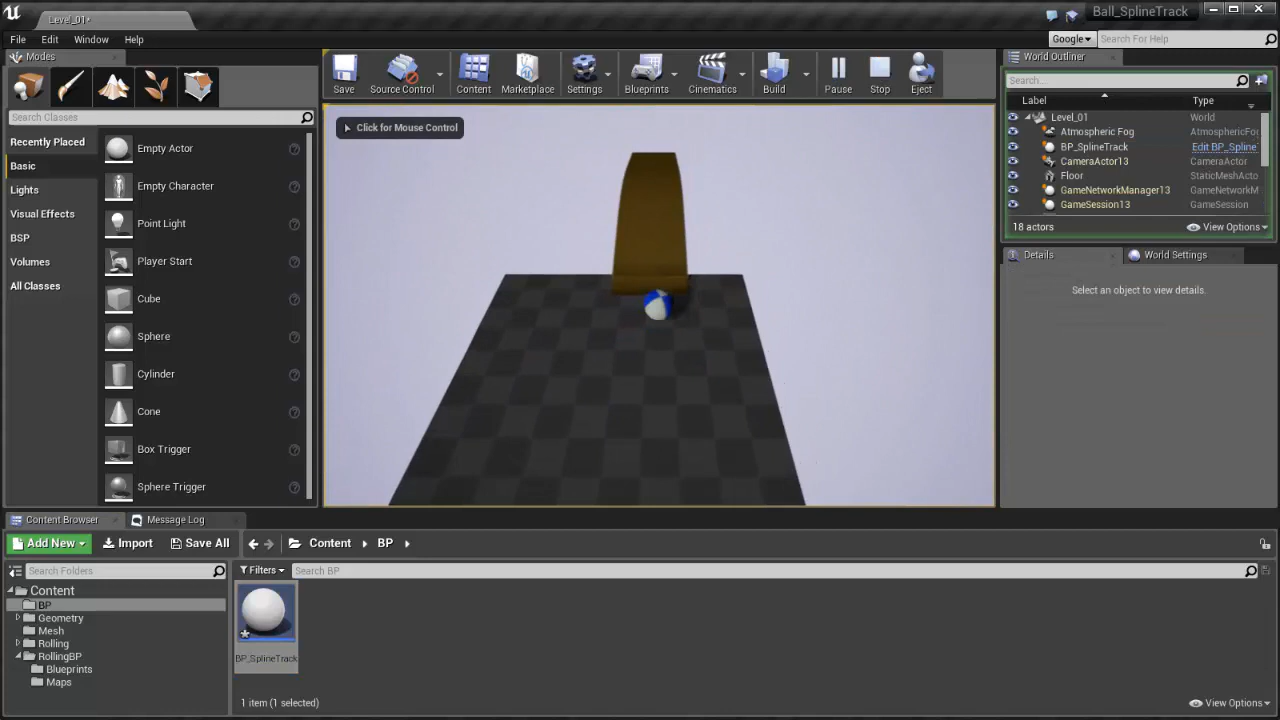 Level_01*
Ball_SplineTrack
File Edit Window Help
Google
Search For Help
Modes
Search Classes
Recently Placed
Basic
Lights
Visual Effects
BSP
Volumes
All Classes
Empty Actor
Empty Character
Point Light
Player Start
Cube
Sphere
Cylinder
Cone
Box Trigger
Sphere Trigger
Save
Source Control
Content
Marketplace
Settings
Blueprints
Cinematics
Build
Pause
Stop
Eject
Click for Mouse Control
World Outliner
Search...
Label Type
Level_01 World
Atmospheric Fog AtmosphericFog
BP_SplineTrack Edit BP_Spline
CameraActor13 CameraActor
Floor StaticMeshActo
GameNetworkManager13 GameNetworkM
GameSession13 GameSession
18 actors View Options
Details World Settings
Select an object to view details.
Content Browser Message Log
Add New Import Save All Content BP
Search Folders
Filters Search BP
Content
BP
Geometry
Mesh
Rolling
RollingBP
Blueprints
Maps
BP_SplineTrack
1 item (1 selected)
View Options